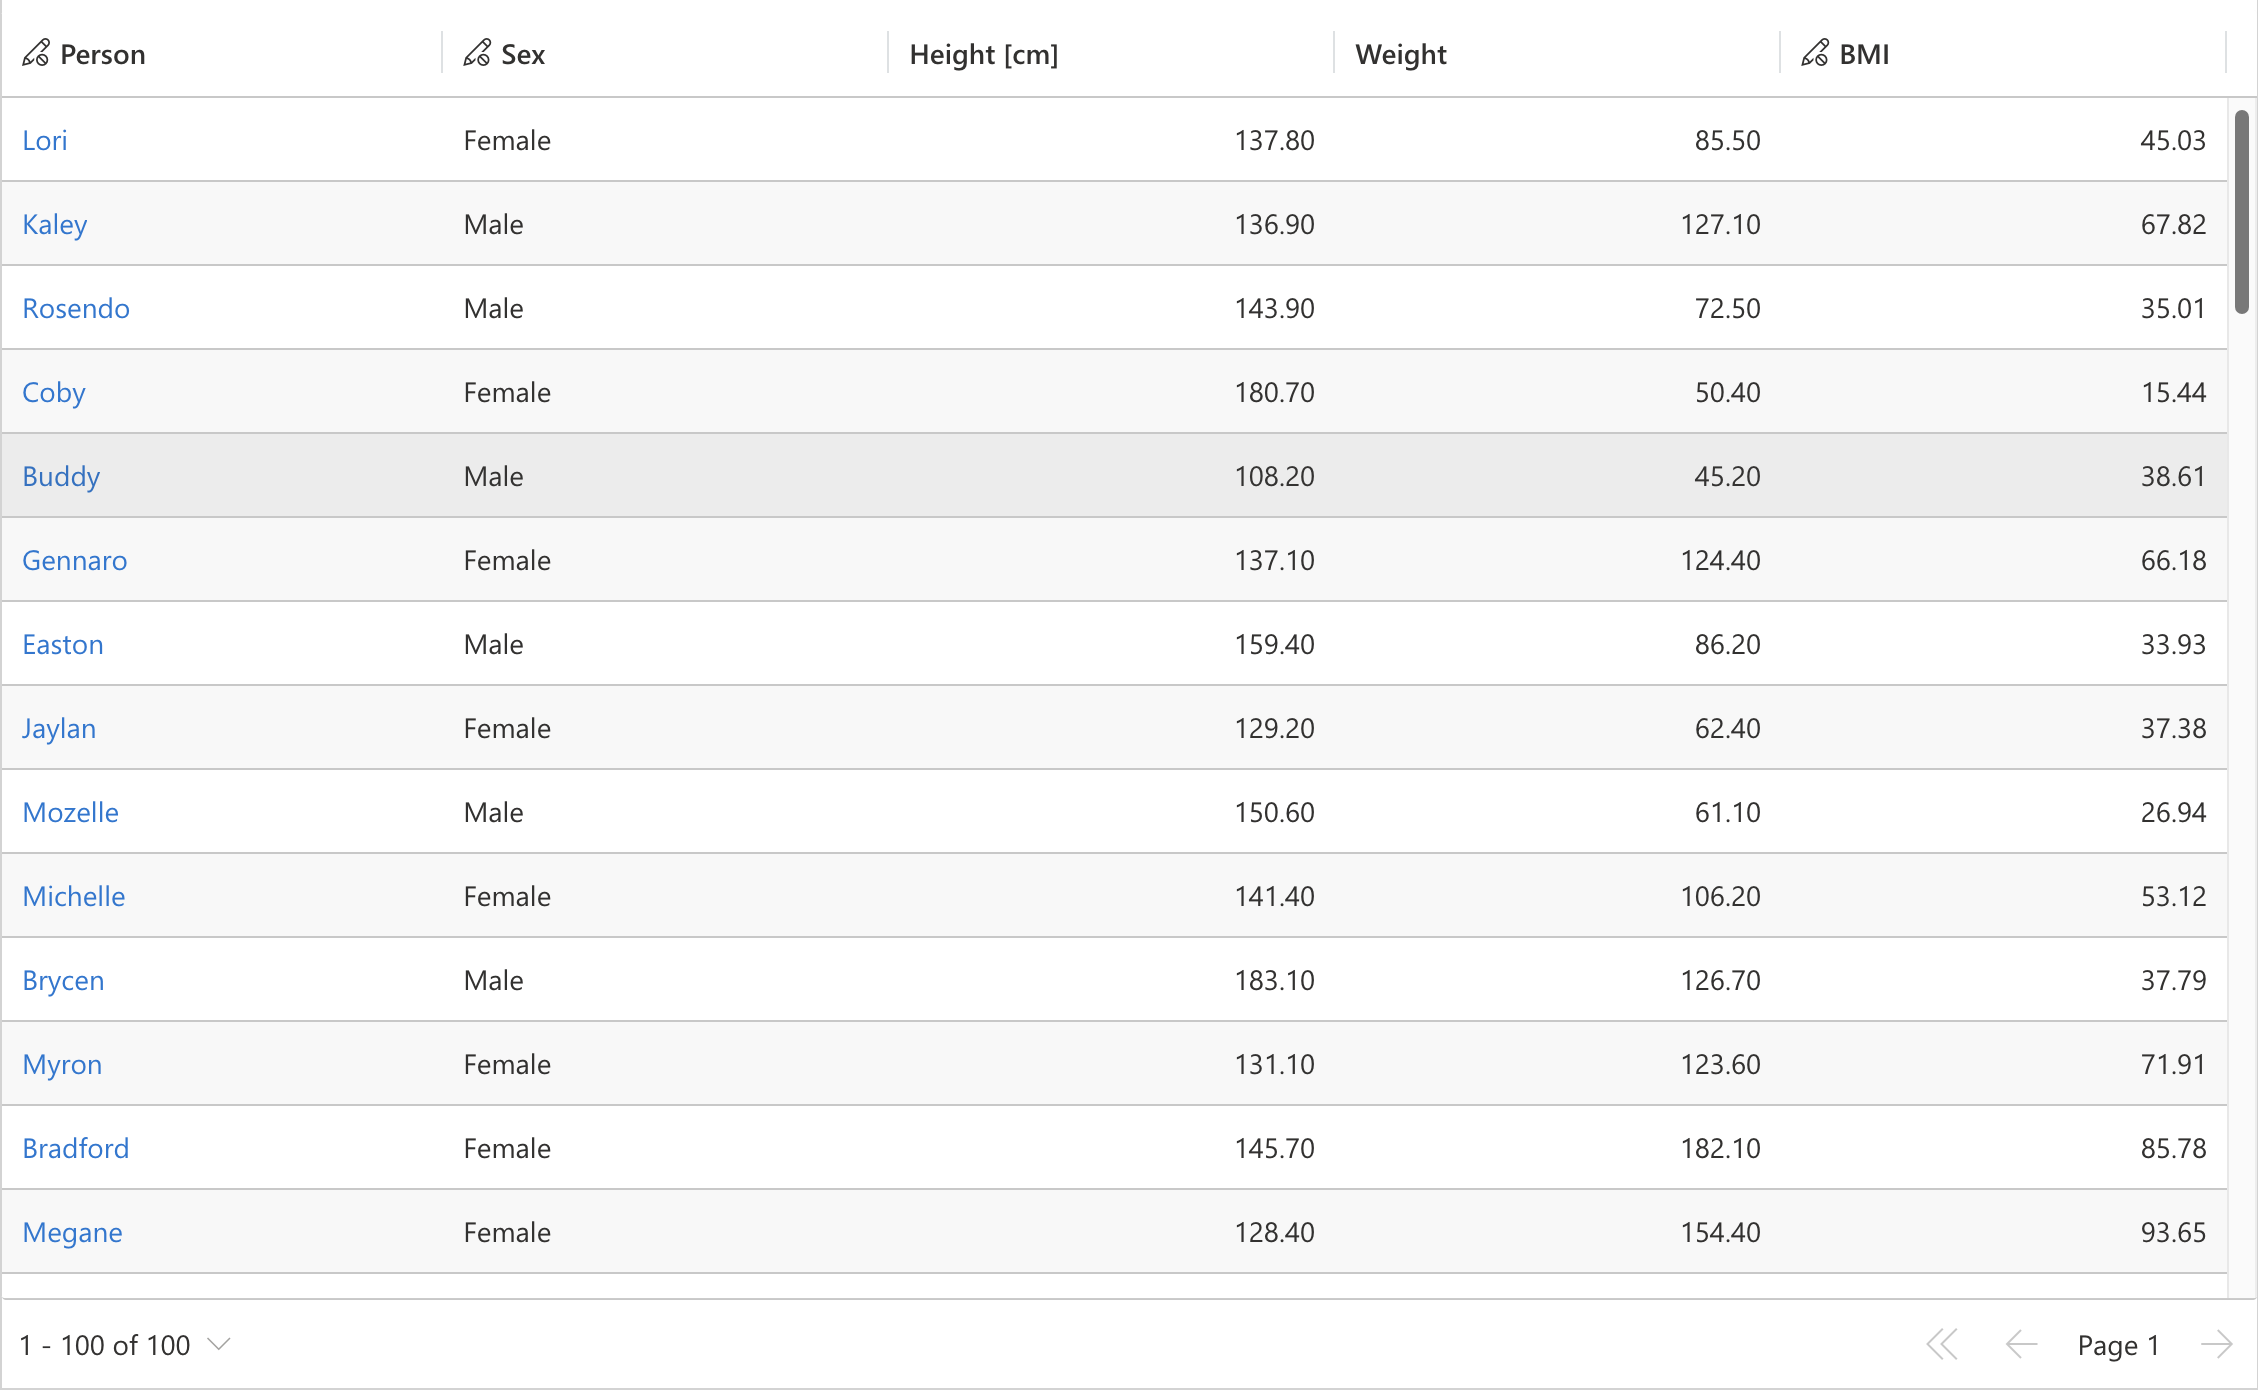 Person Sex Height [cm] Weight BMI
Lori Female 137.80 85.50 45.03
Kaley Male 136.90 127.10 67.82
Rosendo Male 143.90 72.50 35.01
Coby Female 180.70 50.40 15.44
Buddy Male 108.20 45.20 38.61
Gennaro Female 137.10 124.40 66.18
Easton Male 159.40 86.20 33.93
Jaylan Female 129.20 62.40 37.38
Mozelle Male 150.60 61.10 26.94
Michelle Female 141.40 106.20 53.12
Brycen Male 183.10 126.70 37.79
Myron Female 131.10 123.60 71.91
Bradford Female 145.70 182.10 85.78
Megane Female 128.40 154.40 93.65
1 - 100 of 100 Page 1